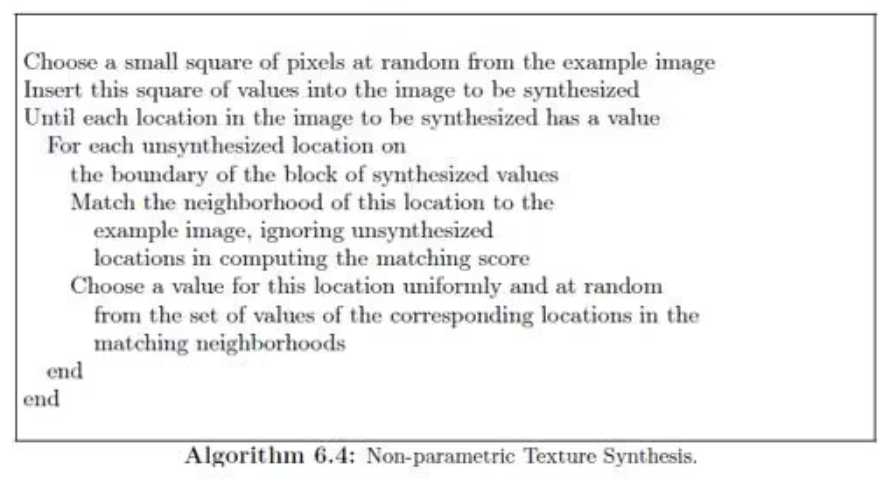 Choose a small square of pixels at random from the example image
Insert this square of values into the image to be synthesized
Until each location in the image to be synthesized has a value
For each unsynthesized location on
the boundary of the block of synthesized values
Match the neighborhood of this location to the
example image, ignoring unsynthesized
locations in computing the matching score
Choose a value for this location uniformly and at random
from the set of values of the corresponding locations in the
matching neighborhoods
end
end
Algorithm 6.4: Non-parametric Texture Synthesis.